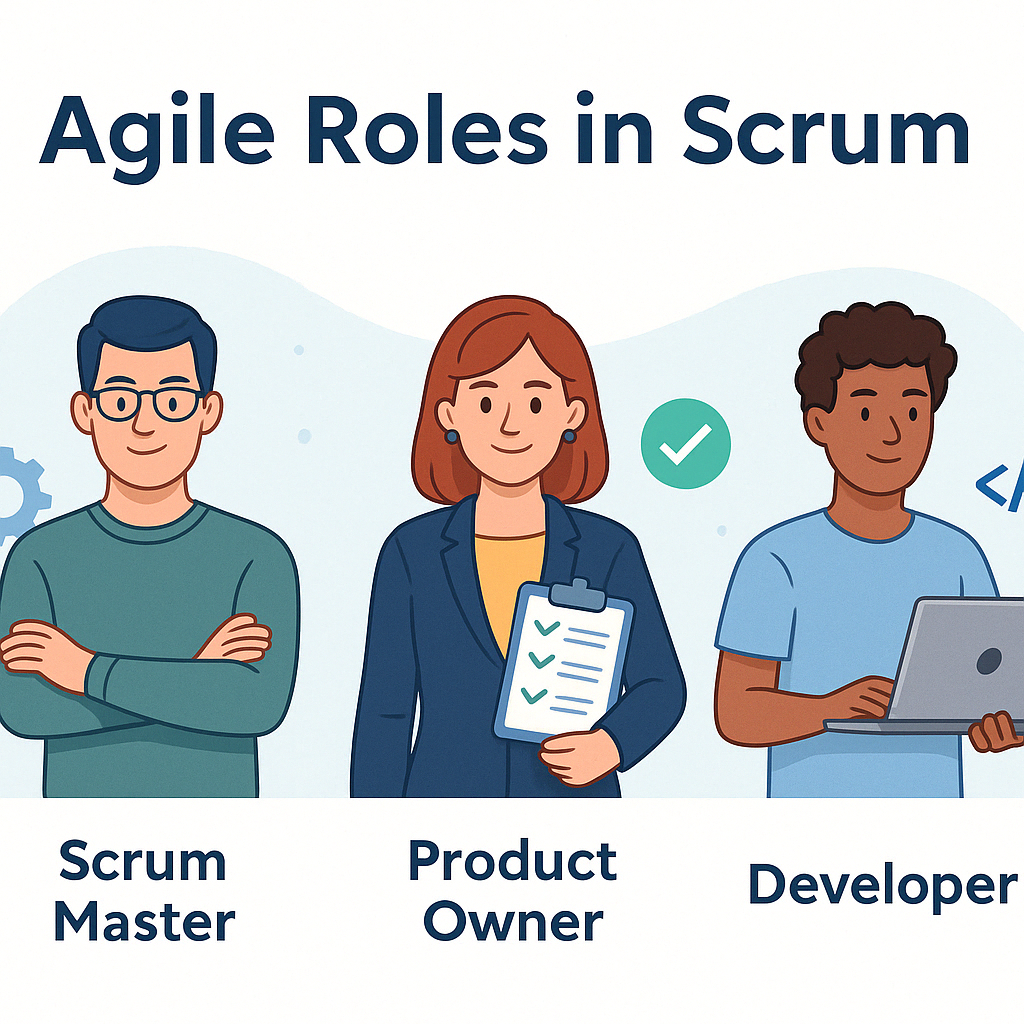 Agile Roles in Scrum
</
Scrum
Master
Product
Owner
Developer